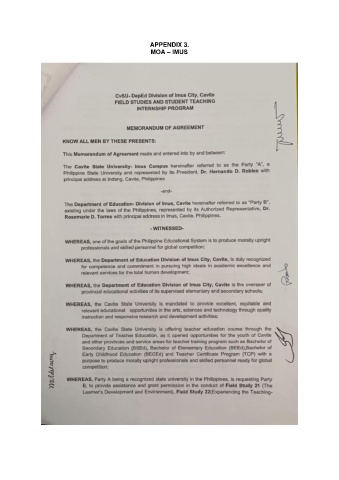 APPENDIX 3.
MOA – IMUS
CvSU- DepEd Division of Imus City, Cavite
FIELD STUDIES AND STUDENT TEACHING
INTERNSHIP PROGRAM
MEMORANDUM OF AGREEMENT
KNOW ALL MEN BY THESE PRESENTS:
This Memorandum of Agreement made and entered into by and between:
The Cavite State University- Imus Campus hereinafter referred to as the Party "A", a
Philippine State University and represented by its President, Dr. Hernando D. Robles with
principal address at Indang, Cavite, Philippines
-and-
The Department of Education- Division of Imus, Cavite hereinafter referred to as "Party B",
existing under the laws of the Philippines, represented by its Authorized Representative, Dr.
Rosemarie D. Torres with principal address in Imus, Cavite, Philippines.
- WITNESSED-
WHEREAS, one of the goals of the Philippine Educational System is to produce morally upright
professionals and skilled personnel for global competition;
WHEREAS, the Department of Education Division of Imus City, Cavite, is duly recognized
for competence and commitment in pursuing high ideals in academic excellence and
relevant services for the total human development;
WHEREAS, the Department of Education Division of Imus City, Cavite is the overseer of
provincial educational activities of its supervised elementary and secondary schools;
WHEREAS, the Cavite State University is mandated to provide excellent, equitable and
relevant educational opportunities in the arts, sciences and technology through quality
instruction and responsive research and development activities;
WHEREAS, the Cavite State University is offering teacher education course through the
Department of Teacher Education, as it opened opportunities for the youth of Cavite
and other provinces and service areas for teacher training program such as Bachelor of
Secondary Education (BSEd), Bachelor of Elementary Education (BEEd),Bachelor of
Early Childhood Education (BECEd) and Teacher Certificate Program (TCP) with a
purpose to produce morally upright professionals and skilled personnel ready for global
competition;
WHEREAS, Party A being a recognized state university in the Philippines, is requesting Party
B, to provide assistance and grant permission in the conduct of Field Study 21 (The
Learner's Development and Environment), Field Study 22(Experiencing the Teaching-